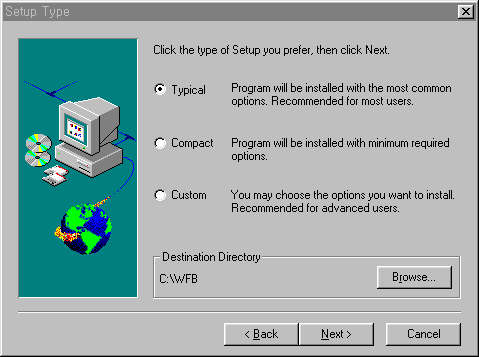 Setup Type
Click the type of Setup you prefer, then click Next.
Typical Program will be installed with the most common
options. Recommended for most users.
Compact Program will be installed with minimum required
options.
Custom You may choose the options you want to install.
Recommended for advanced users.
Destination Directory
C:\WFB
Browse...
< Back Next > Cancel